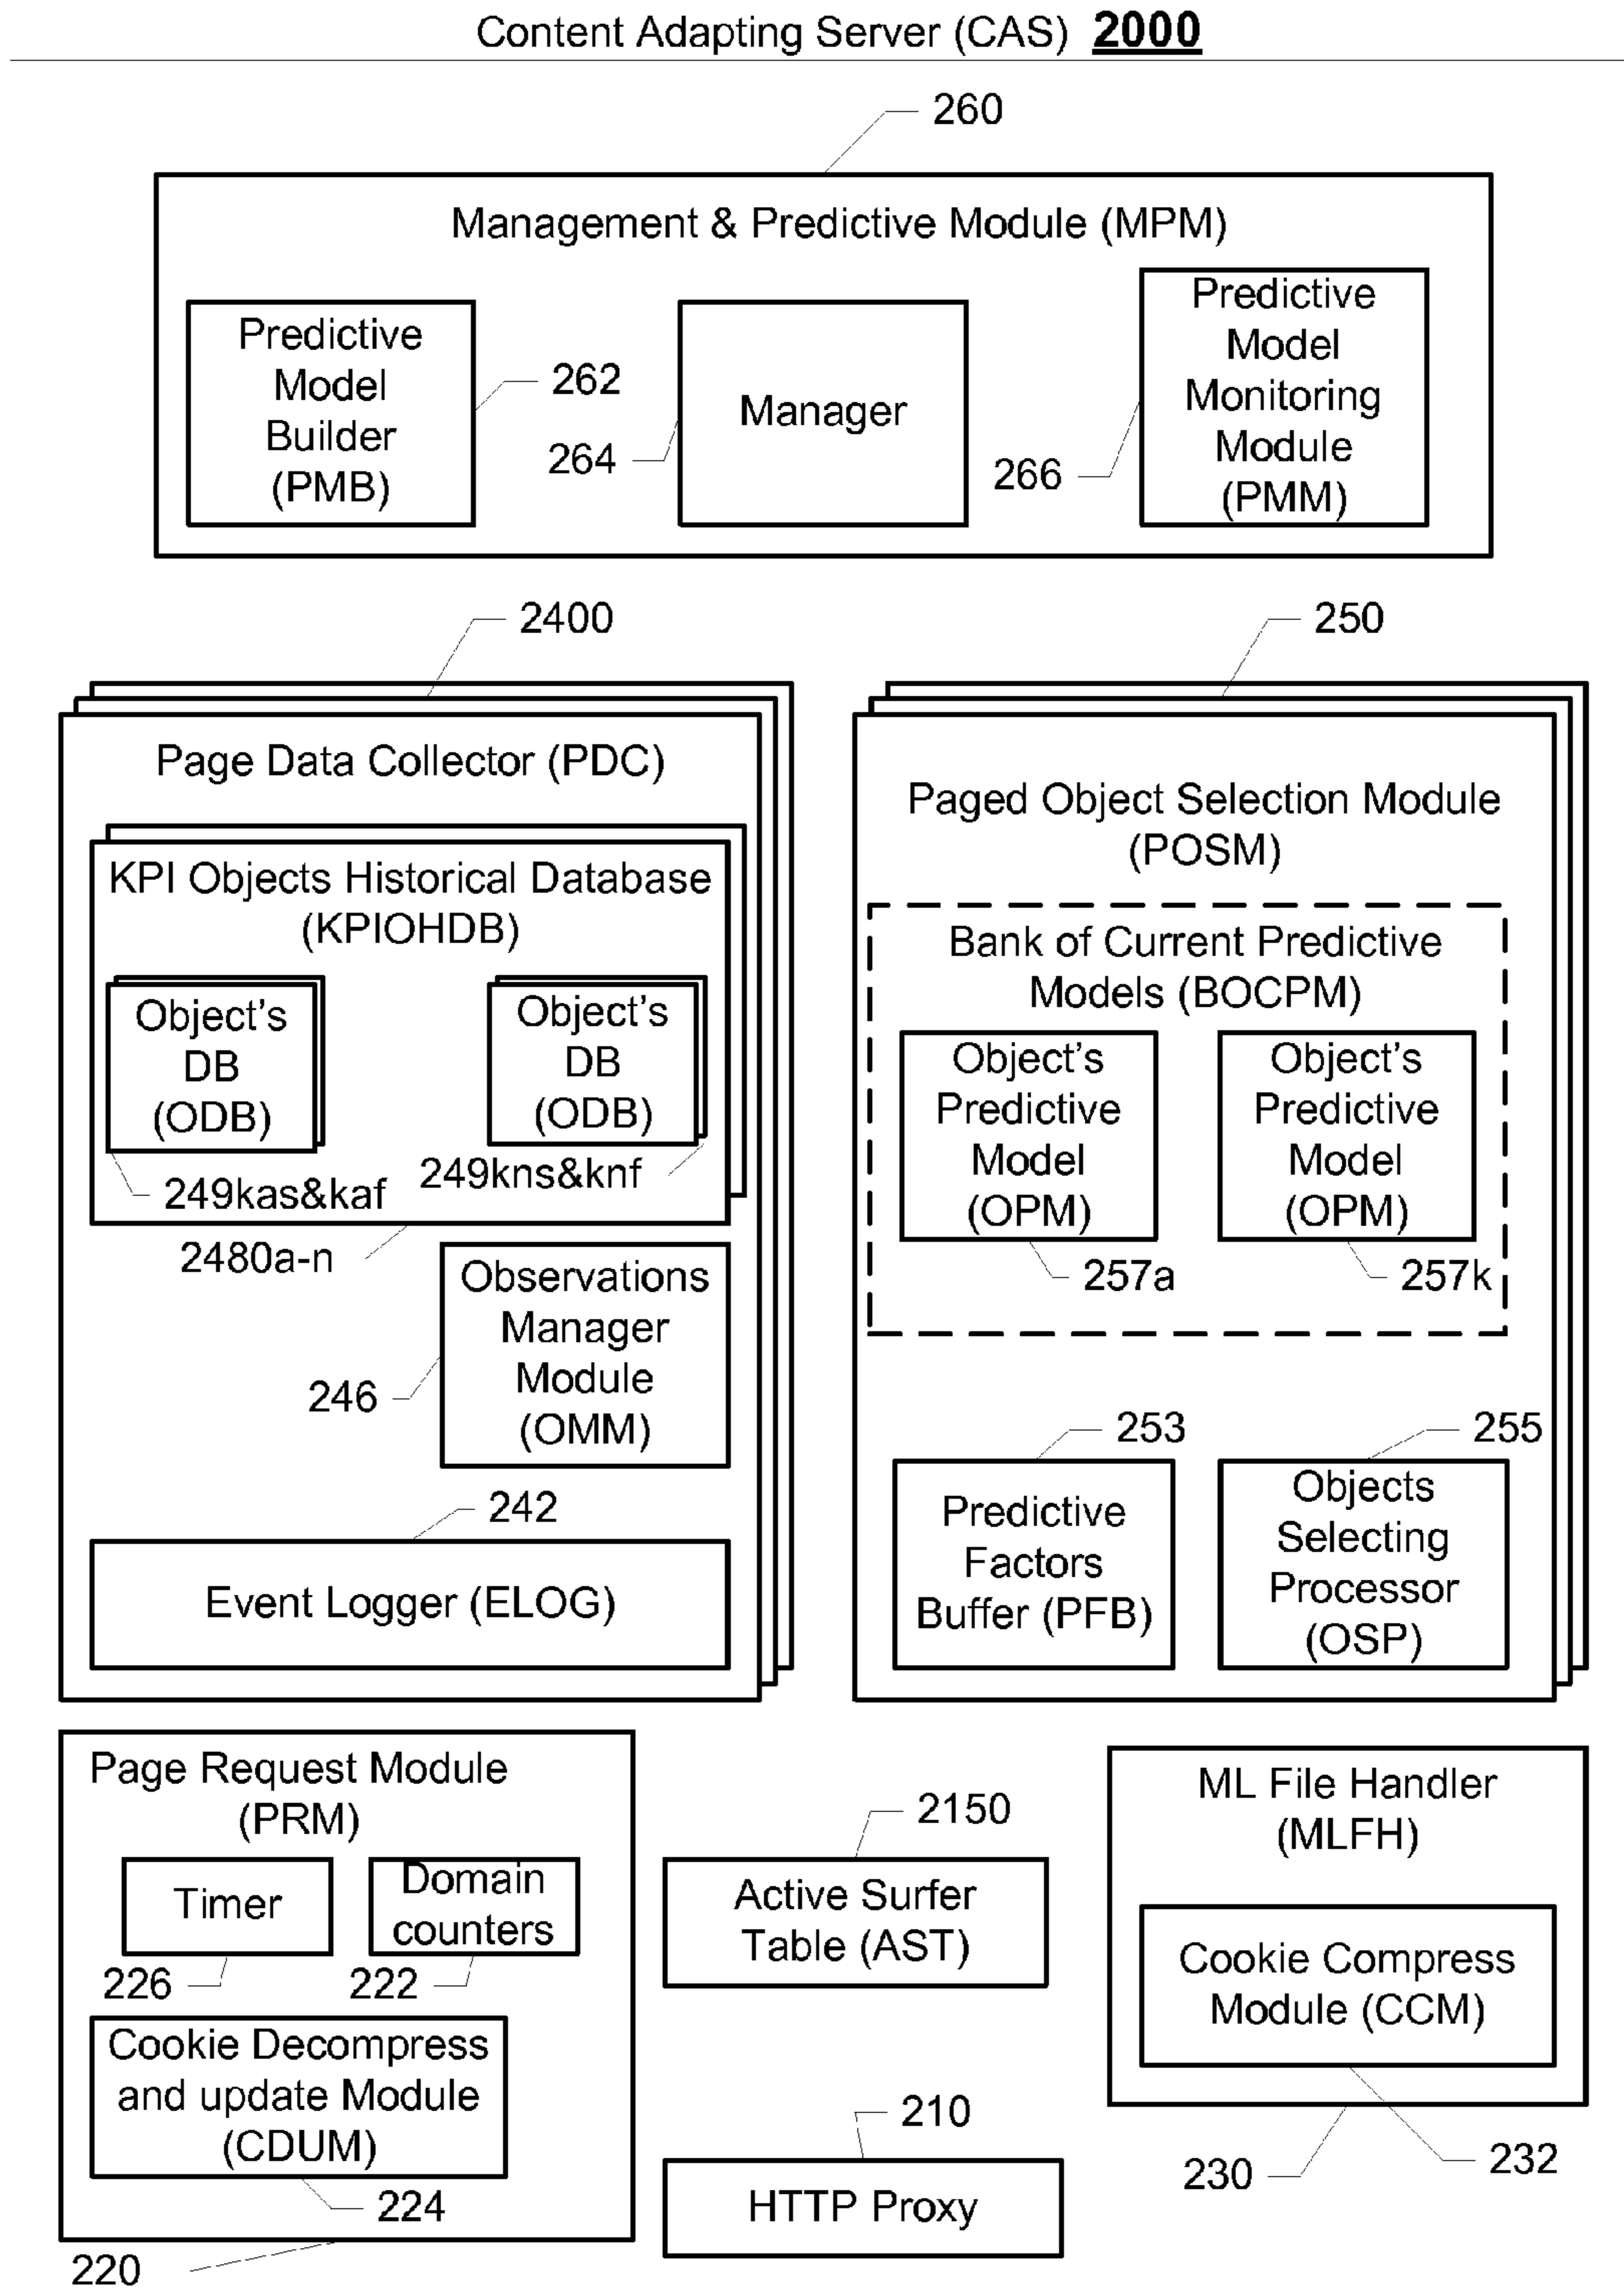 Content Adapting Server (CAS) 2000
260
Management & Predictive Module (MPM)
Predictive
Model
Builder
(PMB)
262
264
Manager
266
Predictive
Model
Monitoring
Module
(PMM)
2400
Page Data Collector (PDC)
KPI Objects Historical Database
(KPIOHDB)
Object's
DB
(ODB)
Object's
DB
(ODB)
249kas&kaf
249kns&knf
2480a-n
Observations
Manager
Module
(OMM)
246
242
Event Logger (ELOG)
250
Paged Object Selection Module
(POSM)
Bank of Current Predictive
Models (BOCPM)
Object's
Predictive
Model
(OPM)
Object's
Predictive
Model
(OPM)
257a
257k
253
255
Predictive
Factors
Buffer (PFB)
Objects
Selecting
Processor
(OSP)
Page Request Module
(PRM)
Timer
Domain
counters
226
222
Cookie Decompress
and update Module
(CDUM)
224
220
2150
Active Surfer
Table (AST)
210
HTTP Proxy
ML File Handler
(MLFH)
Cookie Compress
Module (CCM)
230
232